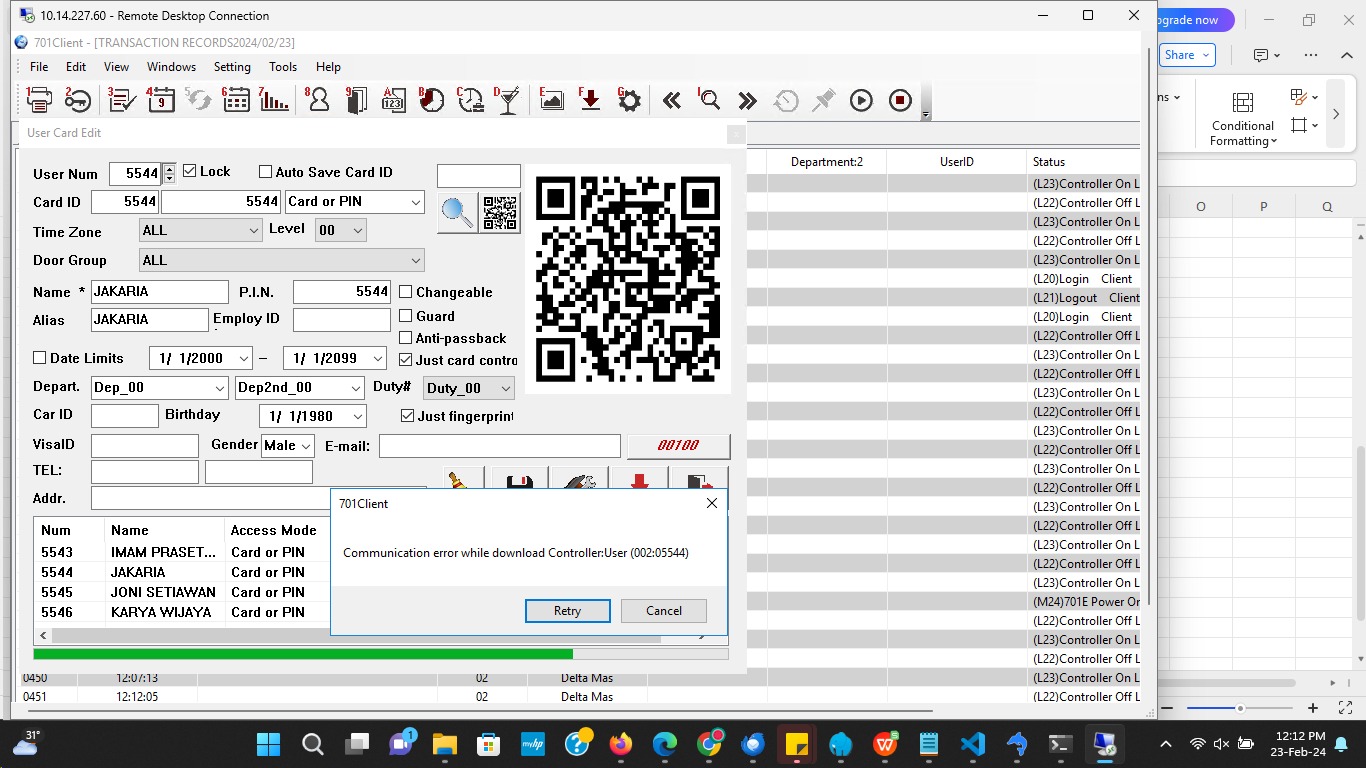 10.14.227.60 - Remote Desktop Connection
pgrade now
701Client - [TRANSACTION RECORDS2024/02/23]
Share
File Edit View Windows Setting Tools Help
1 2 3 4 9 5 6 7 8 9 A 123 B C D E F G I
ns
Conditional
Formatting
User Card Edit
Department:2 UserID Status
User Num 5544 Lock Auto Save Card ID
Card ID 5544 5544 Card or PIN
Time Zone ALL Level 00
Door Group ALL
Name * JAKARIA P.I.N. 5544 Changeable
Alias JAKARIA Employ ID Guard
Anti-passback
Date Limits 1/ 1/2000 – 1/ 1/2099 Just card contro
Depart. Dep_00 Dep2nd_00 Duty# Duty_00
Car ID Birthday 1/ 1/1980 Just fingerprint
VisaID Gender Male E-mail: 00100
TEL:
Addr.
Num Name Access Mode
5543 IMAM PRASET... Card or PIN
5544 JAKARIA Card or PIN
5545 JONI SETIAWAN Card or PIN
5546 KARYA WIJAYA Card or PIN
701Client
Communication error while download Controller:User (002:05544)
Retry Cancel
(L23)Controller On L
(L22)Controller Off L
(L23)Controller On L
(L22)Controller Off L
(L23)Controller On L
(L20)Login Client
(L21)Logout Client
(L20)Login Client
(L22)Controller Off L
(L23)Controller On L
(L22)Controller Off L
(L23)Controller On L
(L22)Controller Off L
(L23)Controller On L
(L22)Controller Off L
(L23)Controller On L
(L22)Controller Off L
(L23)Controller On L
(L22)Controller Off L
(L23)Controller On L
(L22)Controller Off L
(L23)Controller On L
(M24)701E Power On
(L22)Controller Off L
(L23)Controller On L
(L22)Controller Off L
0450 12:07:13 02 Delta Mas (L23)Controller On L
0451 12:12:05 02 Delta Mas (L22)Controller Off L
O P Q
31°
1
myhp
12:12 PM
23-Feb-24